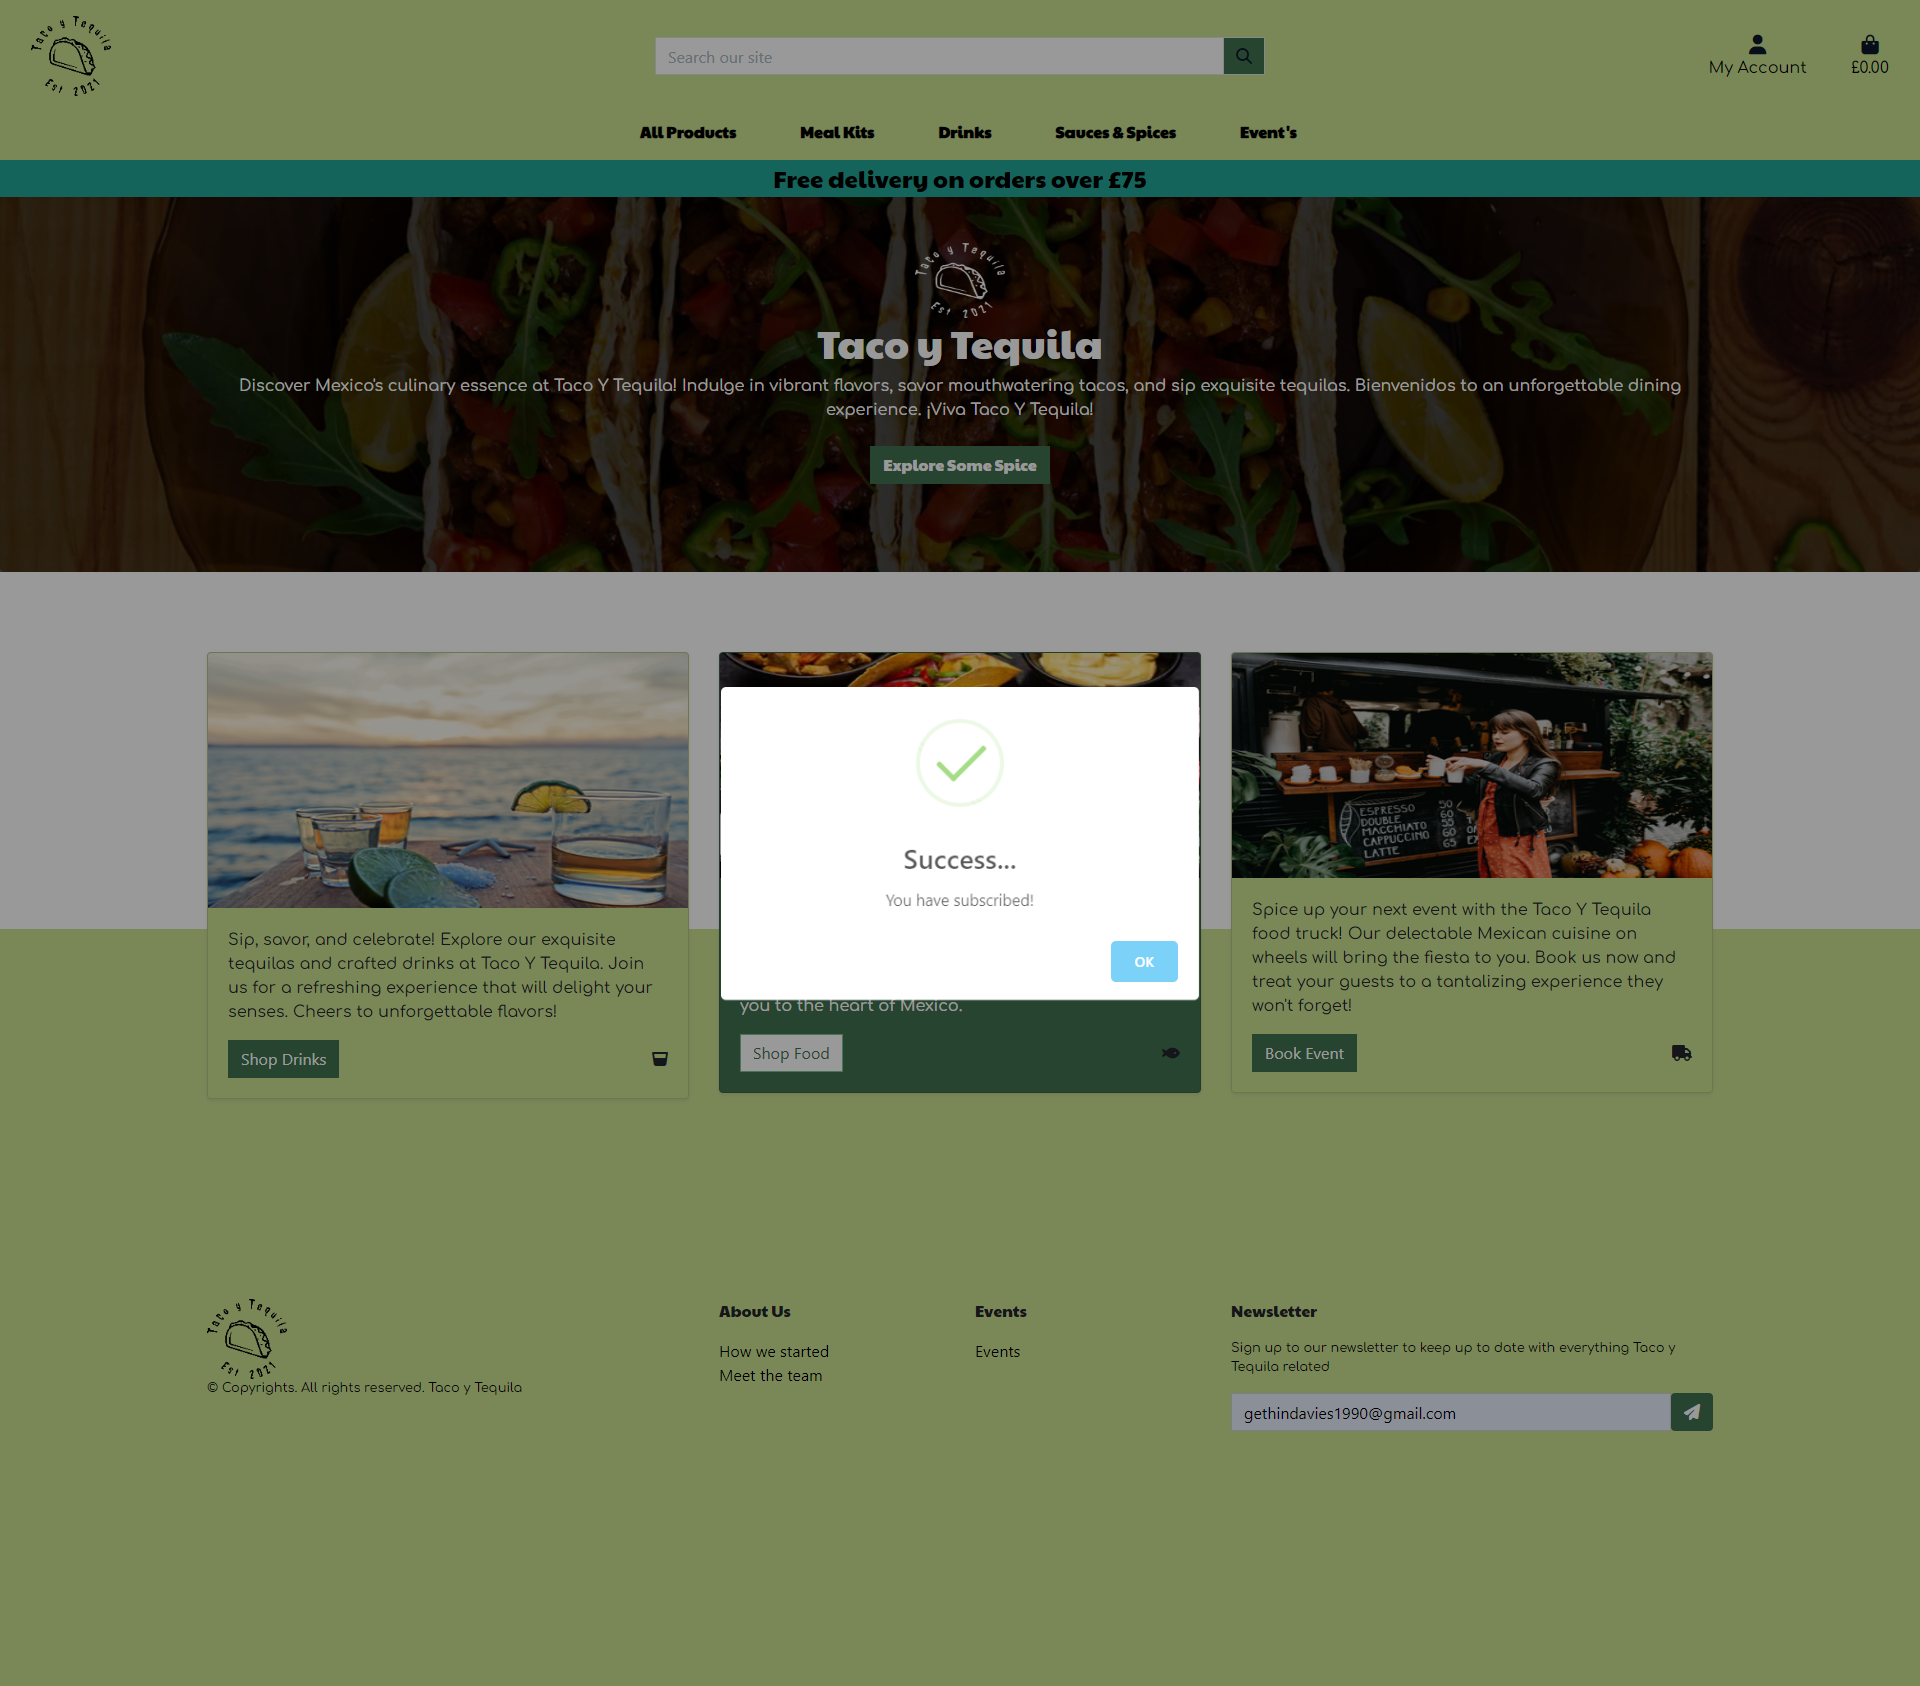 Taco y Tequila
Est 2021
Search our site
My Account
£0.00
All Products
Meal Kits
Drinks
Sauces & Spices
Event's
Free delivery on orders over £75
Taco y Tequila
Est 2021
Taco y Tequila
Discover Mexico's culinary essence at Taco Y Tequila! Indulge in vibrant flavors, savor mouthwatering tacos, and sip exquisite tequilas. Bienvenidos to an unforgettable dining
experience. ¡Viva Taco Y Tequila!
Explore Some Spice
Sip, savor, and celebrate! Explore our exquisite
tequilas and crafted drinks at Taco Y Tequila. Join
us for a refreshing experience that will delight your
senses. Cheers to unforgettable flavors!
Shop Drinks
Success...
You have subscribed!
OK
you to the heart of Mexico.
Shop Food
ESPRESSO 50
DOUBLE 60
MACCHIATO 55
CAPPUCCINO 60
LATTE 65
Spice up your next event with the Taco Y Tequila
food truck! Our delectable Mexican cuisine on
wheels will bring the fiesta to you. Book us now and
treat your guests to a tantalizing experience they
won't forget!
Book Event
Taco y Tequila
Est 2021
© Copyrights. All rights reserved. Taco y Tequila
About Us
How we started
Meet the team
Events
Events
Newsletter
Sign up to our newsletter to keep up to date with everything Taco y
Tequila related
gethindavies1990@gmail.com